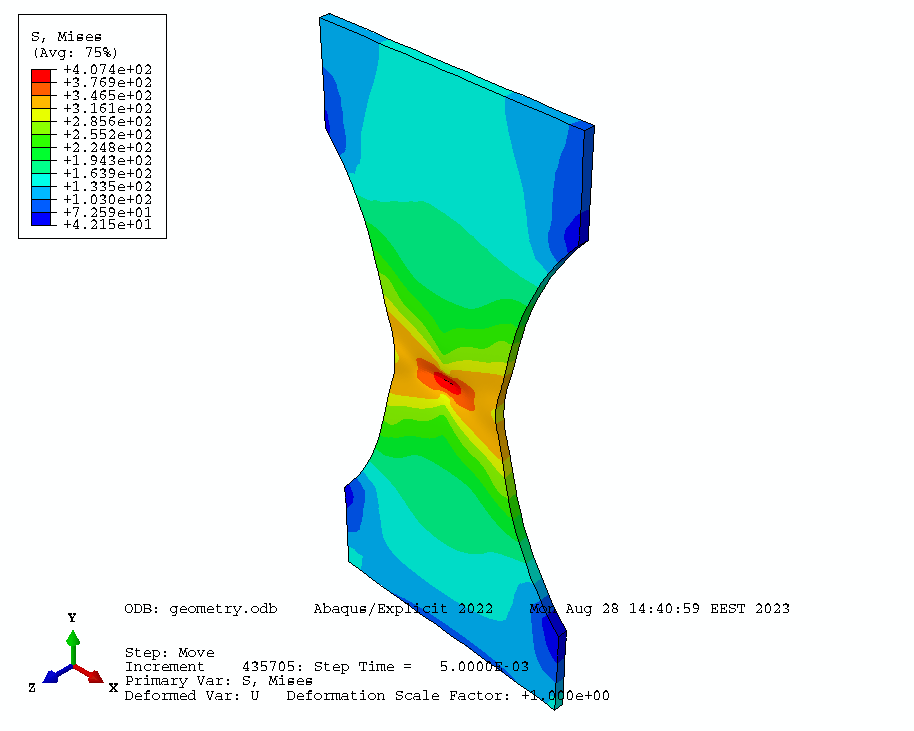 S, Mises
(Avg: 75%)
+4.074e+02
+3.769e+02
+3.465e+02
+3.161e+02
+2.856e+02
+2.552e+02
+2.248e+02
+1.943e+02
+1.639e+02
+1.335e+02
+1.030e+02
+7.259e+01
+4.215e+01
ODB: geometry.odb Abaqus/Explicit 2022 Mon Aug 28 14:40:59 EEST 2023
Y
Z X
Step: Move
Increment 435705: Step Time = 5.0000E-03
Primary Var: S, Mises
Deformed Var: U Deformation Scale Factor: +1.000e+00